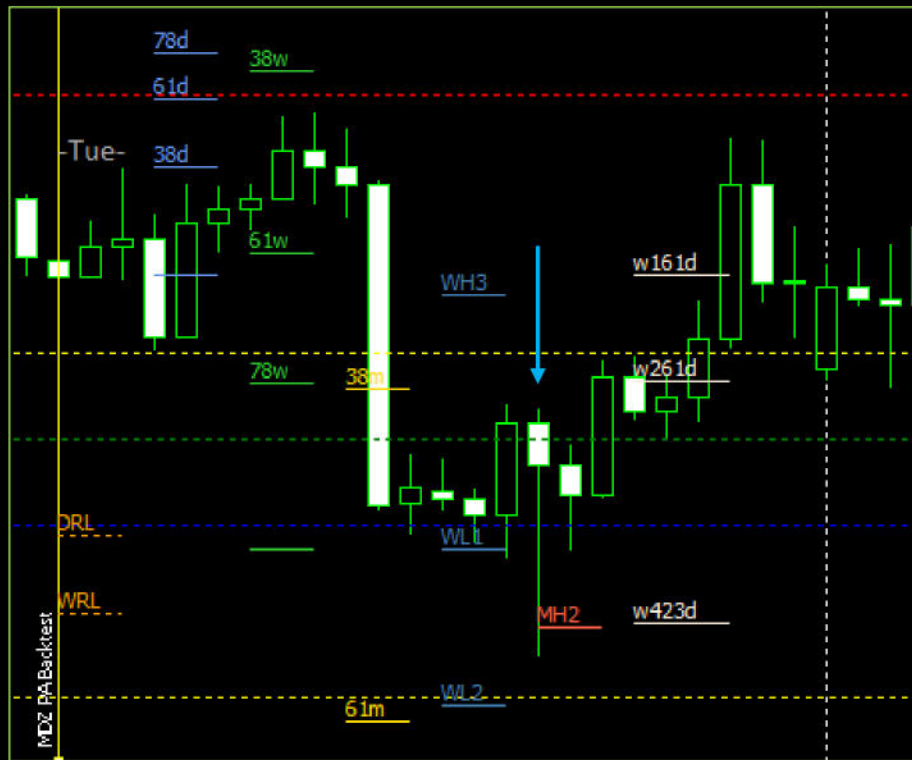 78d
38w
61d
-Tue-
38d
61w
w161d
WH3
w261d
78w
38m
DRL
WL1
WRL
MH2
w423d
WL2
61m
MDZ PABacktest